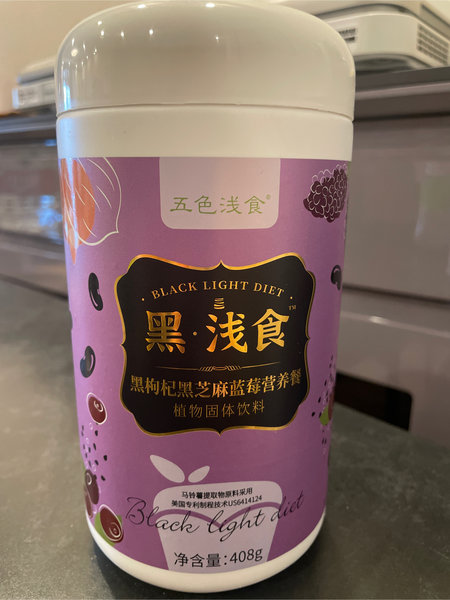 五色浅食®
BLACK LIGHT DIET
黑·浅食™
黑枸杞黑芝麻蓝莓营养餐
植物固体饮料
马铃薯提取物原料采用
美国专利制程技术US6414124
Black light diet
净含量:408g